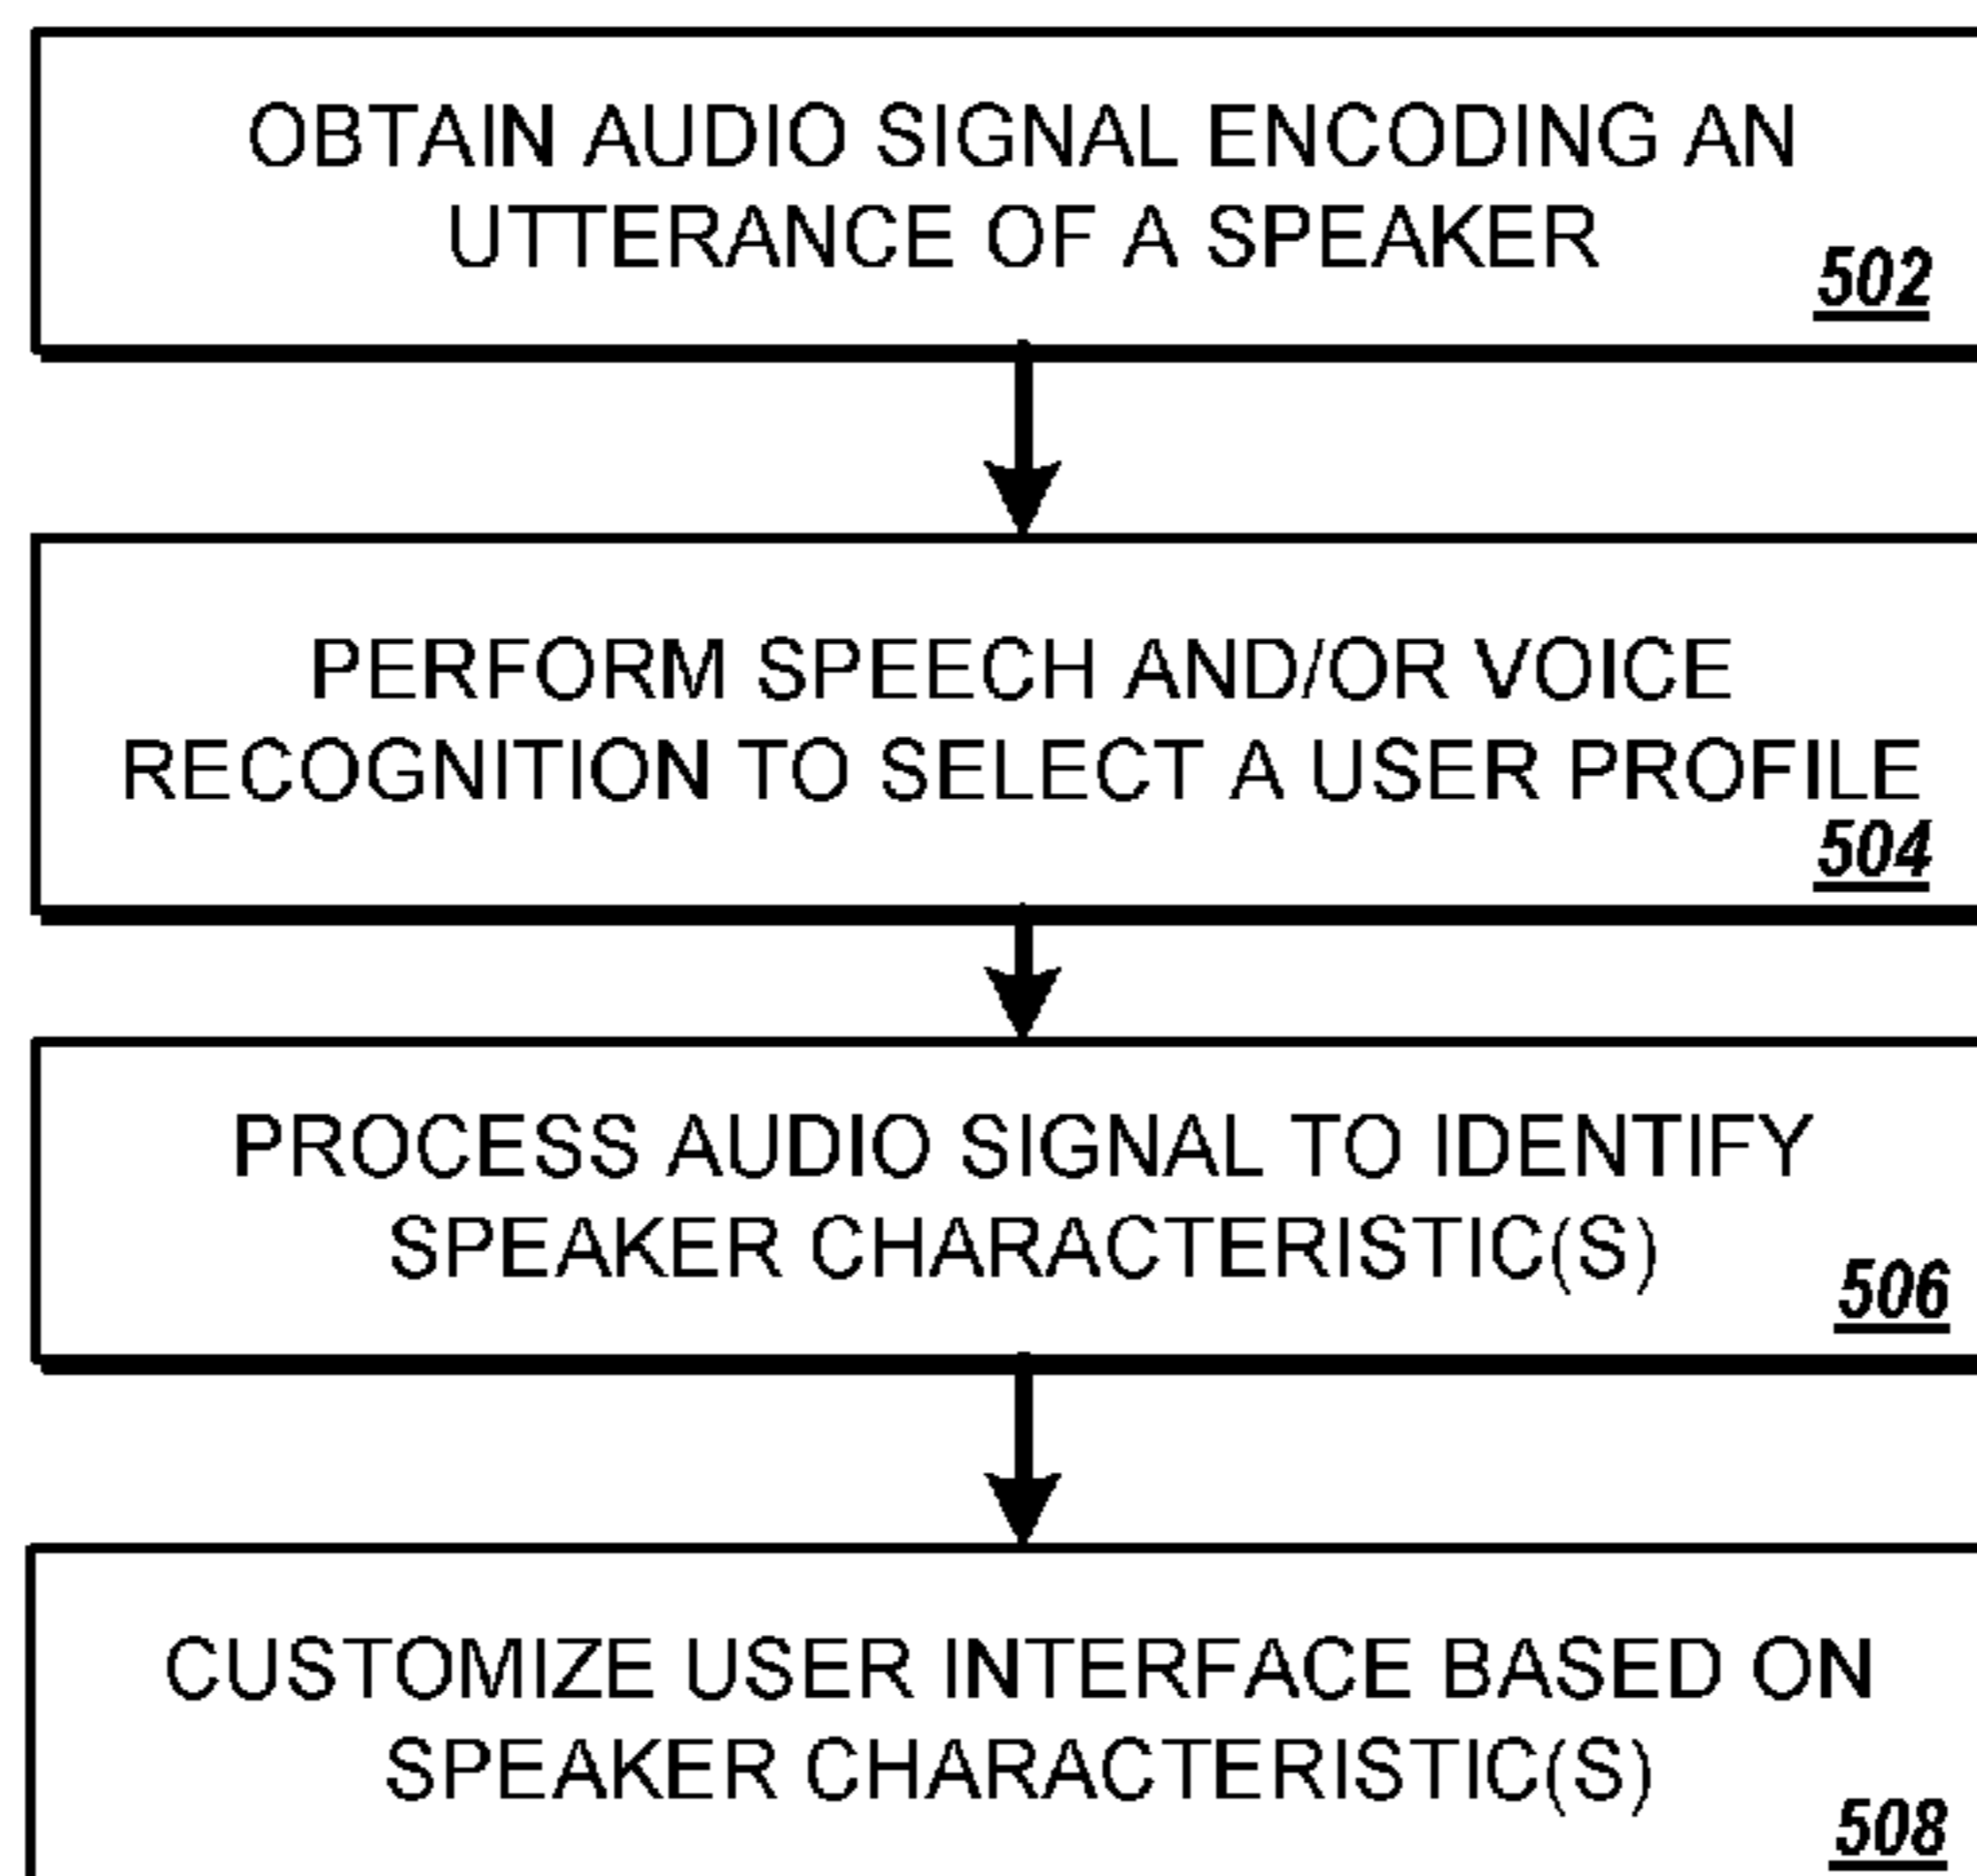 OBTAIN AUDIO SIGNAL ENCODING AN
UTTERANCE OF A SPEAKER
502
PERFORM SPEECH AND/OR VOICE
RECOGNITION TO SELECT A USER PROFILE
504
PROCESS AUDIO SIGNAL TO IDENTIFY
SPEAKER CHARACTERISTIC(S)
506
CUSTOMIZE USER INTERFACE BASED ON
SPEAKER CHARACTERISTIC(S)
508